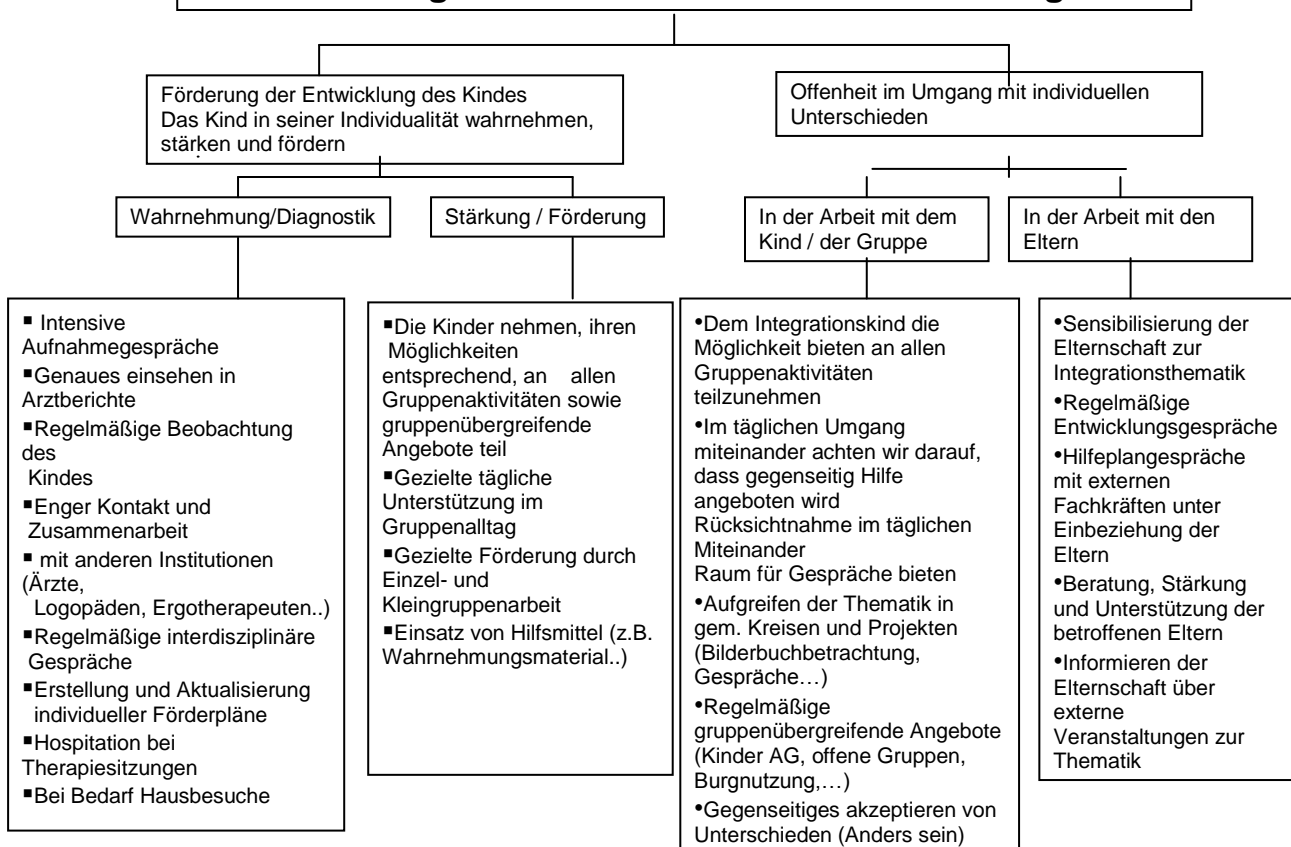 Förderung der Entwicklung des Kindes
Das Kind in seiner Individualität wahrnehmen,
stärken und fördern
Offenheit im Umgang mit individuellen
Unterschieden
Wahrnehmung/Diagnostik
Stärkung / Förderung
In der Arbeit mit dem
Kind / der Gruppe
In der Arbeit mit den
Eltern
▪ Intensive
Aufnahmegespräche
▪Genaues einsehen in
Arztberichte
▪Regelmäßige Beobachtung
des
Kindes
▪Enger Kontakt und
Zusammenarbeit
▪ mit anderen Institutionen
(Ärzte,
Logopäden, Ergotherapeuten..)
▪Regelmäßige interdisziplinäre
Gespräche
▪Erstellung und Aktualisierung
individueller Förderpläne
▪Hospitation bei
Therapiesitzungen
▪Bei Bedarf Hausbesuche
▪Die Kinder nehmen, ihren
Möglichkeiten
entsprechend, an allen
Gruppenaktivitäten sowie
gruppenübergreifende
Angebote teil
▪Gezielte tägliche
Unterstützung im
Gruppenalltag
▪Gezielte Förderung durch
Einzel- und
Kleingruppenarbeit
▪Einsatz von Hilfsmittel (z.B.
Wahrnehmungsmaterial..)
•Dem Integrationskind die
Möglichkeit bieten an allen
Gruppenaktivitäten
teilzunehmen
•Im täglichen Umgang
miteinander achten wir darauf,
dass gegenseitig Hilfe
angeboten wird
Rücksichtnahme im täglichen
Miteinander
Raum für Gespräche bieten
•Aufgreifen der Thematik in
gem. Kreisen und Projekten
(Bilderbuchbetrachtung,
Gespräche…)
•Regelmäßige
gruppenübergreifende Angebote
(Kinder AG, offene Gruppen,
Burgnutzung,…)
•Gegenseitiges akzeptieren von
Unterschieden (Anders sein)
•Sensibilisierung der
Elternschaft zur
Integrationsthematik
•Regelmäßige
Entwicklungsgespräche
•Hilfeplangespräche
mit externen
Fachkräften unter
Einbeziehung der
Eltern
•Beratung, Stärkung
und Unterstützung der
betroffenen Eltern
•Informieren der
Elternschaft über
externe
Veranstaltungen zur
Thematik